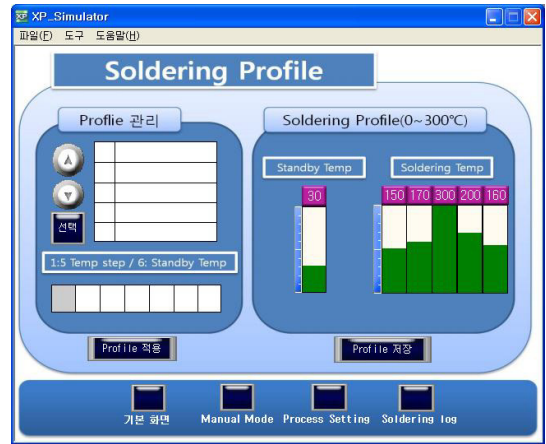 XP_Simulator
파일(F) 도구 도움말(H)
Soldering Profile
Proflie 관리
선택
1:5 Temp step / 6: Standby Temp
Profile 적용
Soldering Profile(0~300℃)
Standby Temp Soldering Temp
30 150 170 300 200 160
Profile 저장
기본 화면 Manual Mode Process Setting Soldering log